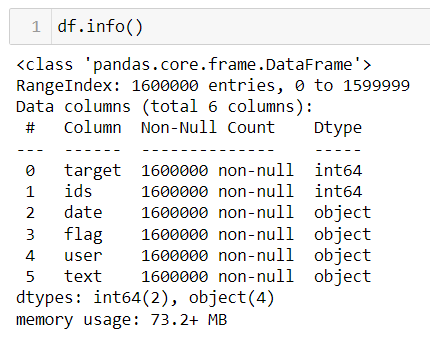 1 df.info()
<class 'pandas.core.frame.DataFrame'>
RangeIndex: 1600000 entries, 0 to 1599999
Data columns (total 6 columns):
 #   Column  Non-Null Count    Dtype
---  ------  --------------    -----
 0   target  1600000 non-null  int64
 1   ids     1600000 non-null  int64
 2   date    1600000 non-null  object
 3   flag    1600000 non-null  object
 4   user    1600000 non-null  object
 5   text    1600000 non-null  object
dtypes: int64(2), object(4)
memory usage: 73.2+ MB